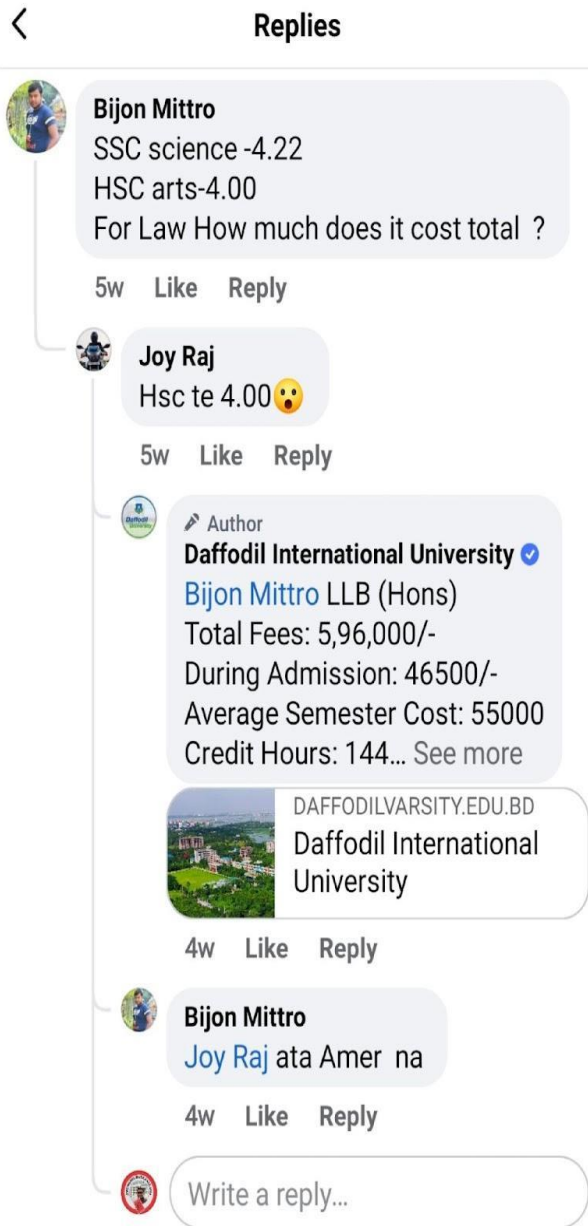 Replies
Bijon Mittro
SSC science -4.22
HSC arts-4.00
For Law How much does it cost total ?
5w Like Reply
Joy Raj
Hsc te 4.00😮
5w Like Reply
Author
Daffodil International University
Bijon Mittro LLB (Hons)
Total Fees: 5,96,000/-
During Admission: 46500/-
Average Semester Cost: 55000
Credit Hours: 144... See more
DAFFODILVARSITY.EDU.BD
Daffodil International
University
4w Like Reply
Bijon Mittro
Joy Raj ata Amer na
4w Like Reply
Write a reply...